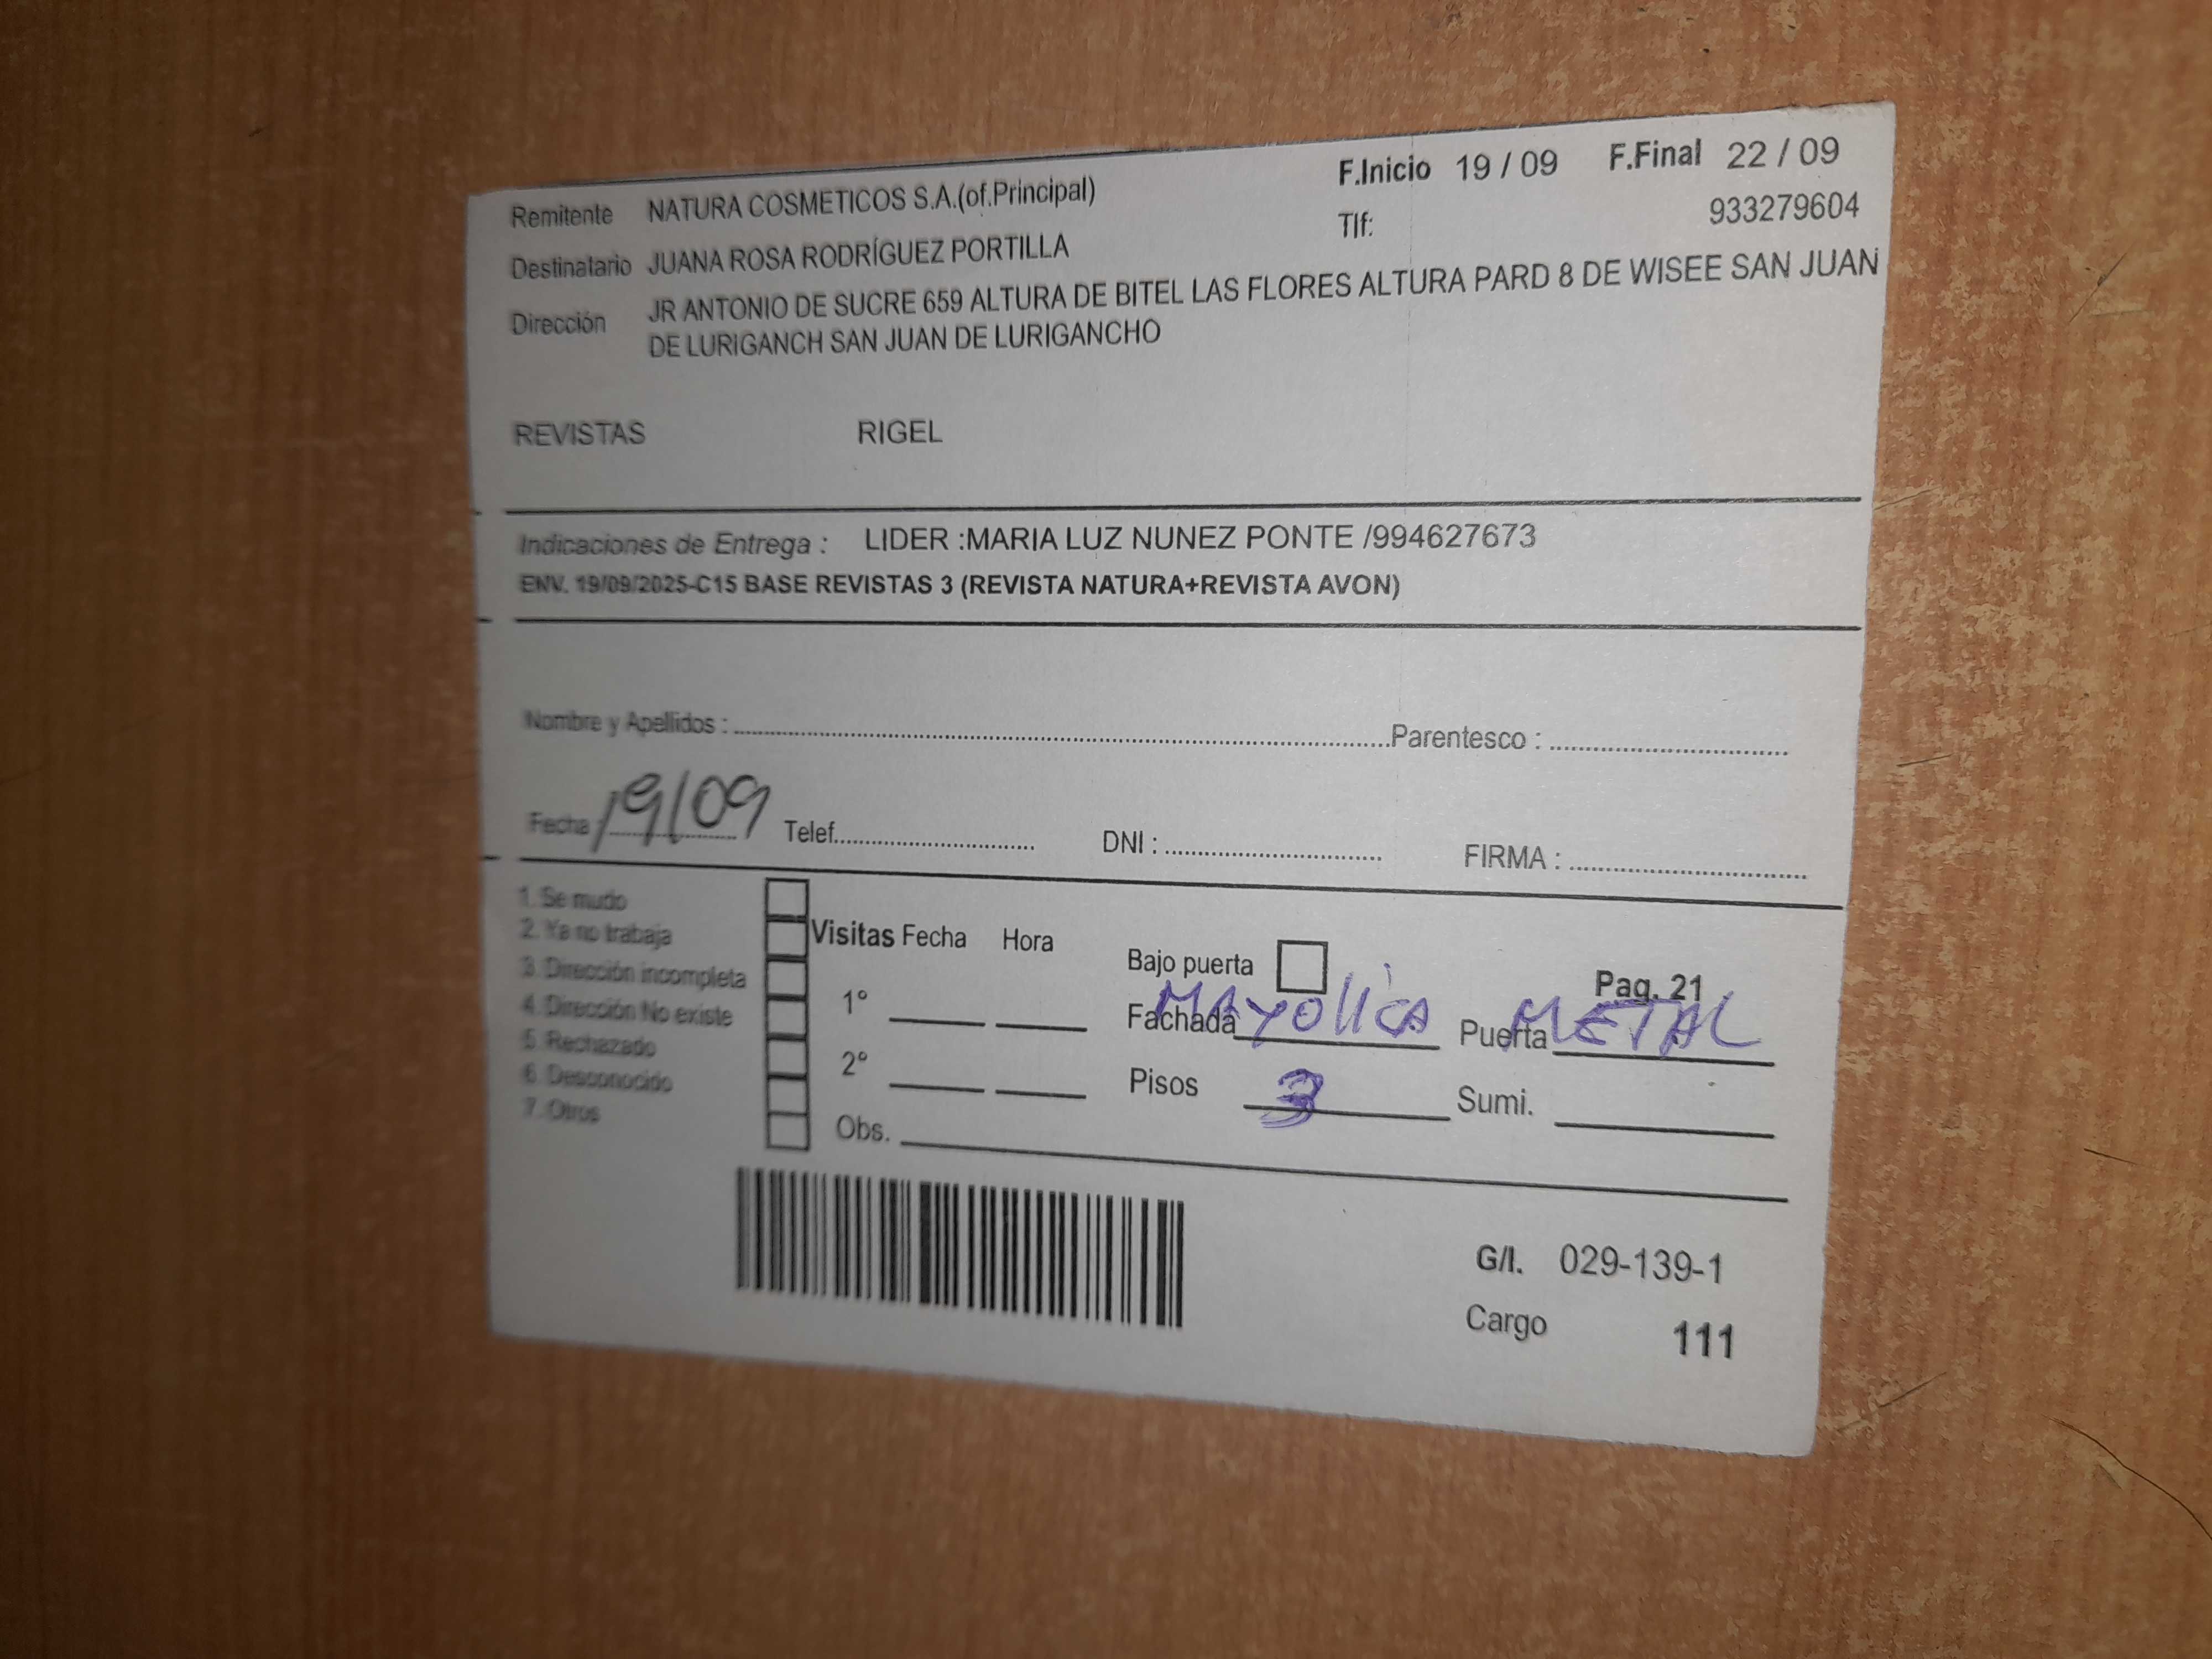 F.Inicio 19 / 09 F.Final 22 / 09
Remitente NATURA COSMETICOS S.A.(of.Principal)
Tlf: 933279604
Destinatario JUANA ROSA RODRÍGUEZ PORTILLA
Dirección JR ANTONIO DE SUCRE 659 ALTURA DE BITEL LAS FLORES ALTURA PARD 8 DE WISEE SAN JUAN
DE LURIGANCH SAN JUAN DE LURIGANCHO
REVISTAS RIGEL
Indicaciones de Entrega : LIDER :MARIA LUZ NUNEZ PONTE /994627673
ENV. 19/09/2025-C15 BASE REVISTAS 3 (REVISTA NATURA+REVISTA AVON)
Nombre y Apellidos : Parentesco :
Fecha 19/09 Telef. DNI : FIRMA :
1. Se mudo
2. Ya no trabaja
3. Dirección incompleta
4. Dirección No existe
5. Rechazado
6. Desconocido
7. Otros
Visitas Fecha Hora
1º
2º
Obs.
Bajo puerta
Pag. 21
Fachada MAYOlicA Puerta METAL
Pisos 3 Sumi.
G/I. 029-139-1
Cargo 111